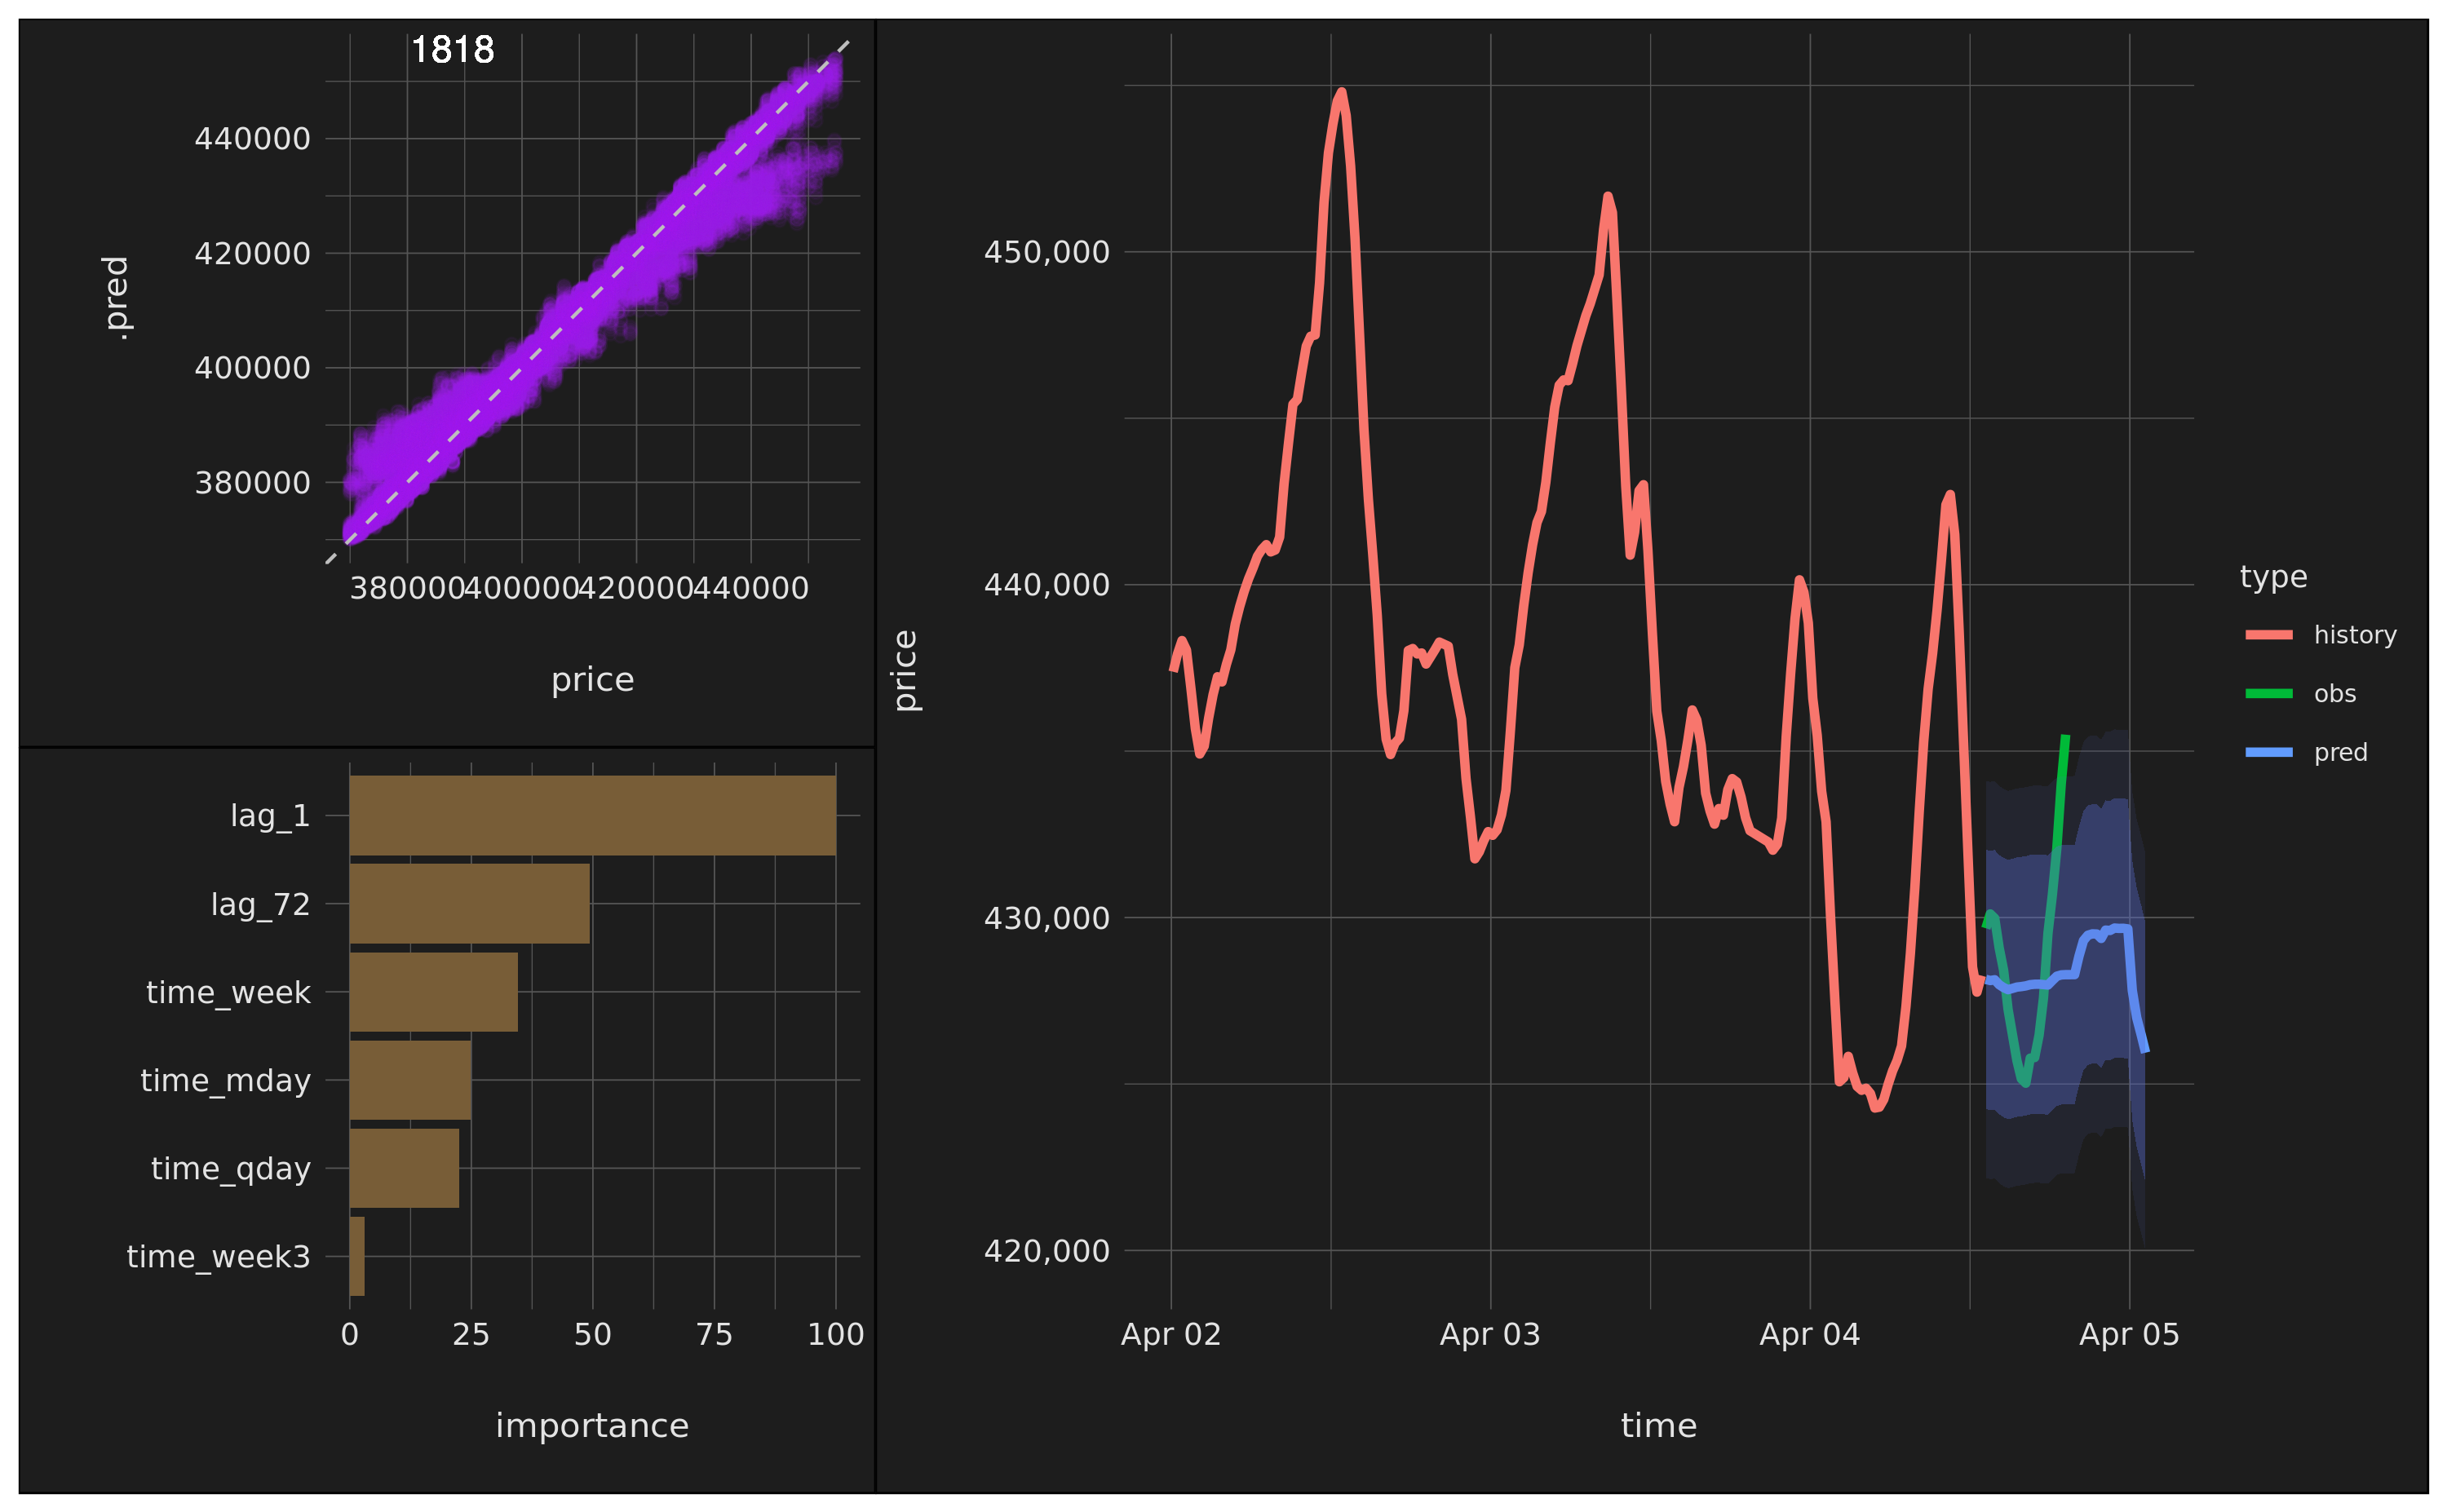 1818
.pred
440000
420000
400000
380000
380000 400000 420000 440000
price
lag_1
lag_72
time_week
time_mday
time_qday
time_week3
0 25 50 75 100
importance
price
450,000
440,000
430,000
420,000
Apr 02 Apr 03 Apr 04 Apr 05
time
type
history
obs
pred